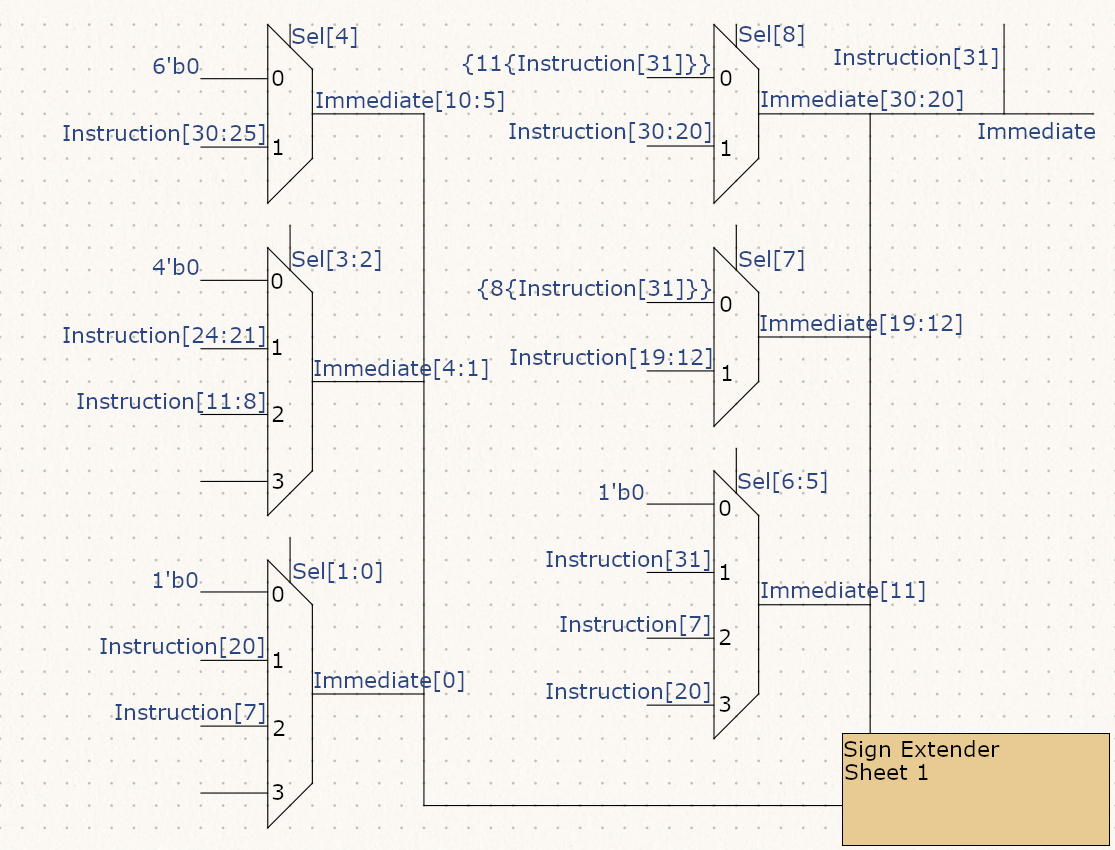 Sel[4]
6'b0
0
Immediate[10:5]
Instruction[30:25]
1
Sel[3:2]
4'b0
0
Instruction[24:21]
1
Immediate[4:1]
Instruction[11:8]
2
3
Sel[1:0]
1'b0
0
Instruction[20]
1
Immediate[0]
Instruction[7]
2
3
Sel[8]
{11{Instruction[31]}}
0
Immediate[30:20]
Instruction[30:20]
1
Instruction[31]
Immediate
Sel[7]
{8{Instruction[31]}}
0
Immediate[19:12]
Instruction[19:12]
1
Sel[6:5]
1'b0
0
Instruction[31]
1
Immediate[11]
Instruction[7]
2
Instruction[20]
3
Sign Extender
Sheet 1